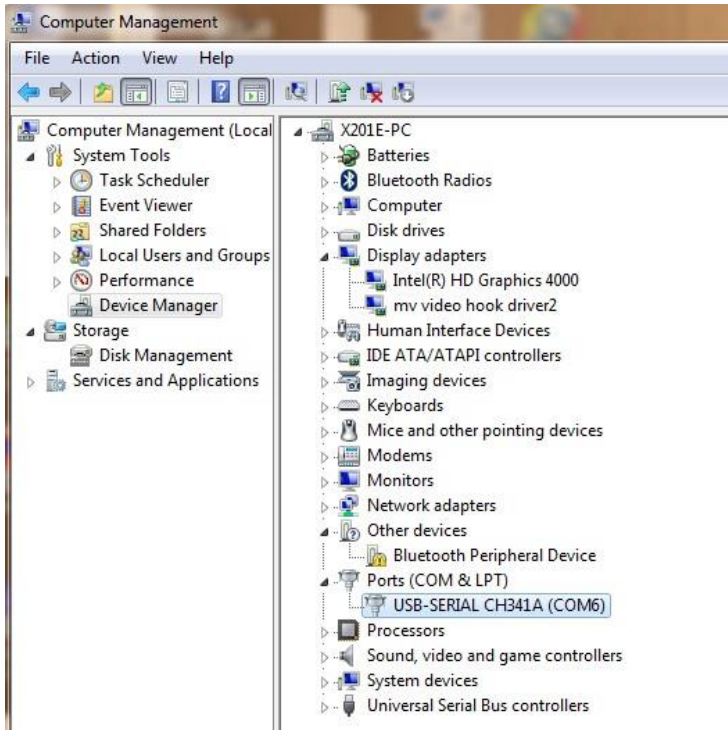 Computer Management
File Action View Help
Computer Management (Local
System Tools
Task Scheduler
Event Viewer
Shared Folders
Local Users and Groups
Performance
Device Manager
Storage
Disk Management
Services and Applications
X201E-PC
Batteries
Bluetooth Radios
Computer
Disk drives
Display adapters
Intel(R) HD Graphics 4000
mv video hook driver2
Human Interface Devices
IDE ATA/ATAPI controllers
Imaging devices
Keyboards
Mice and other pointing devices
Modems
Monitors
Network adapters
Other devices
Bluetooth Peripheral Device
Ports (COM & LPT)
USB-SERIAL CH341A (COM6)
Processors
Sound, video and game controllers
System devices
Universal Serial Bus controllers